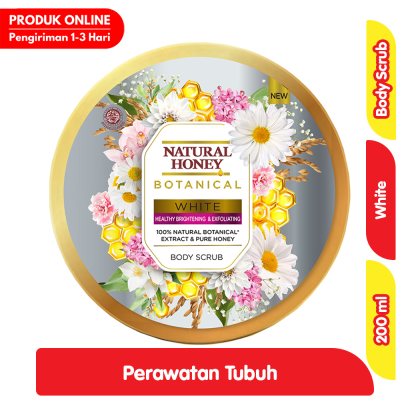 PRODUK ONLINE
Pengiriman 1-3 Hari
NEW
NATURAL
HONEY
BOTANICAL
WHITE
HEALTHY BRIGHTENING & EXFOLIATING
100% NATURAL BOTANICAL*
EXTRACT & PURE HONEY
BODY SCRUB
Body Scrub
White
200 ml
Perawatan Tubuh